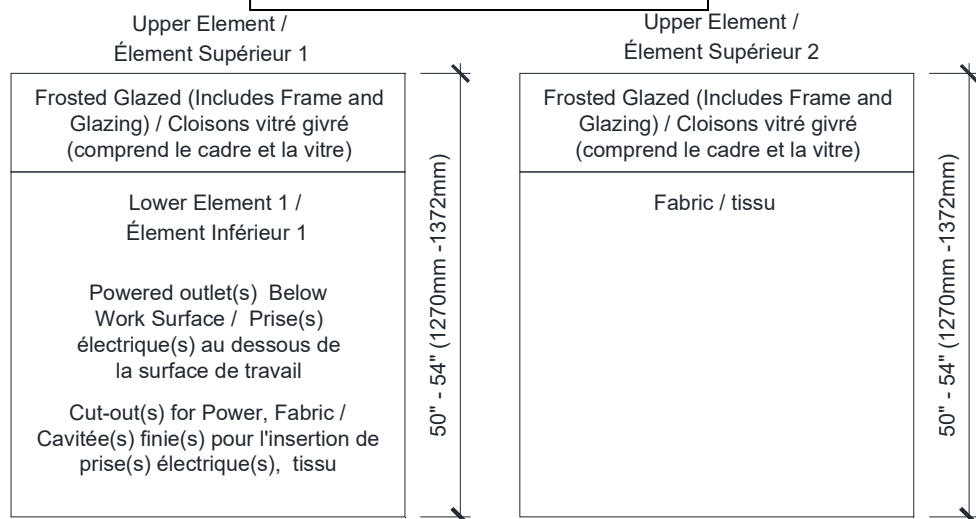 Upper Element /
Élement Supérieur 1
Frosted Glazed (Includes Frame and
Glazing) / Cloisons vitré givré
(comprend le cadre et la vitre)
Lower Element 1 /
Élement Inférieur 1
Powered outlet(s) Below
Work Surface / Prise(s)
électrique(s) au dessous de
la surface de travail
Cut-out(s) for Power, Fabric /
Cavitée(s) finie(s) pour l'insertion de
prise(s) électrique(s), tissu
50" - 54" (1270mm -1372mm)
Upper Element /
Élement Supérieur 2
Frosted Glazed (Includes Frame and
Glazing) / Cloisons vitré givré
(comprend le cadre et la vitre)
Fabric / tissu
50" - 54" (1270mm -1372mm)